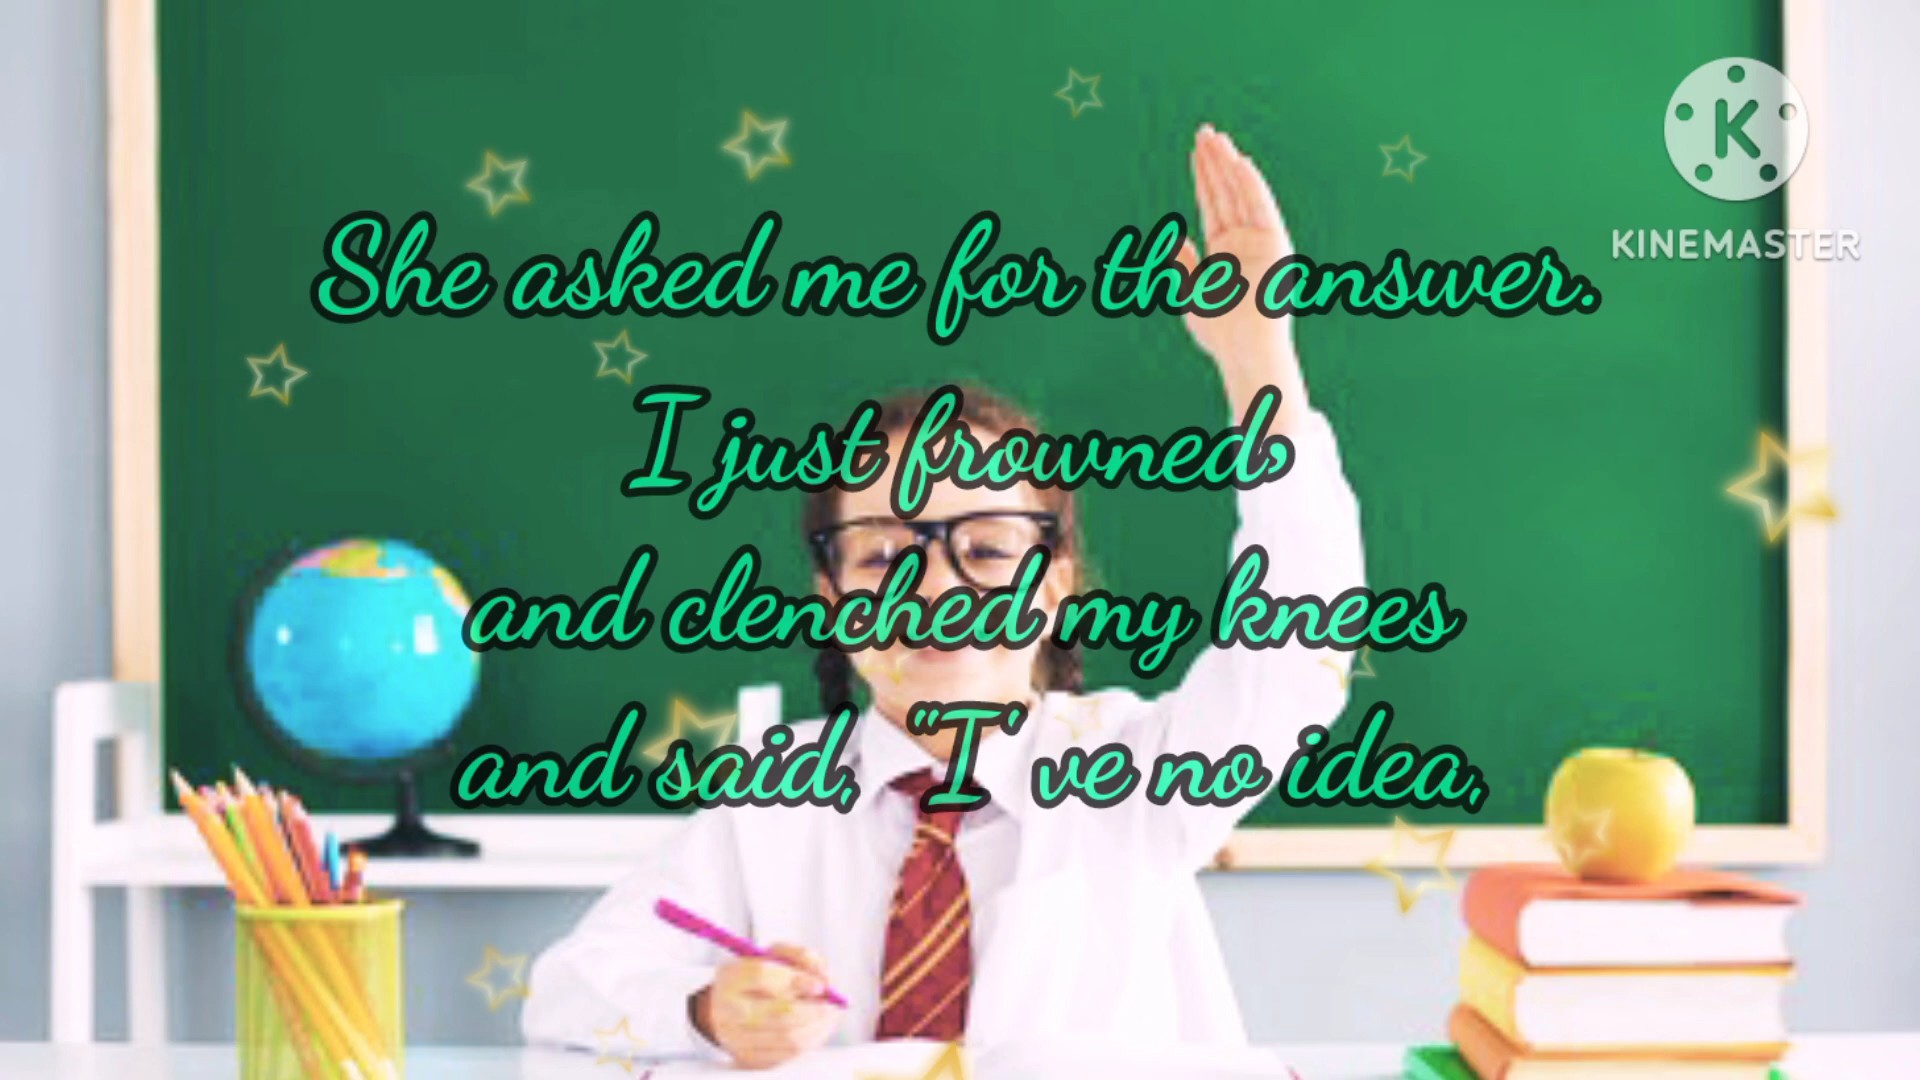 K
KINEMASTER
She asked me for the answer.
I just frowned,
and clenched my knees
and said, "I've no idea,